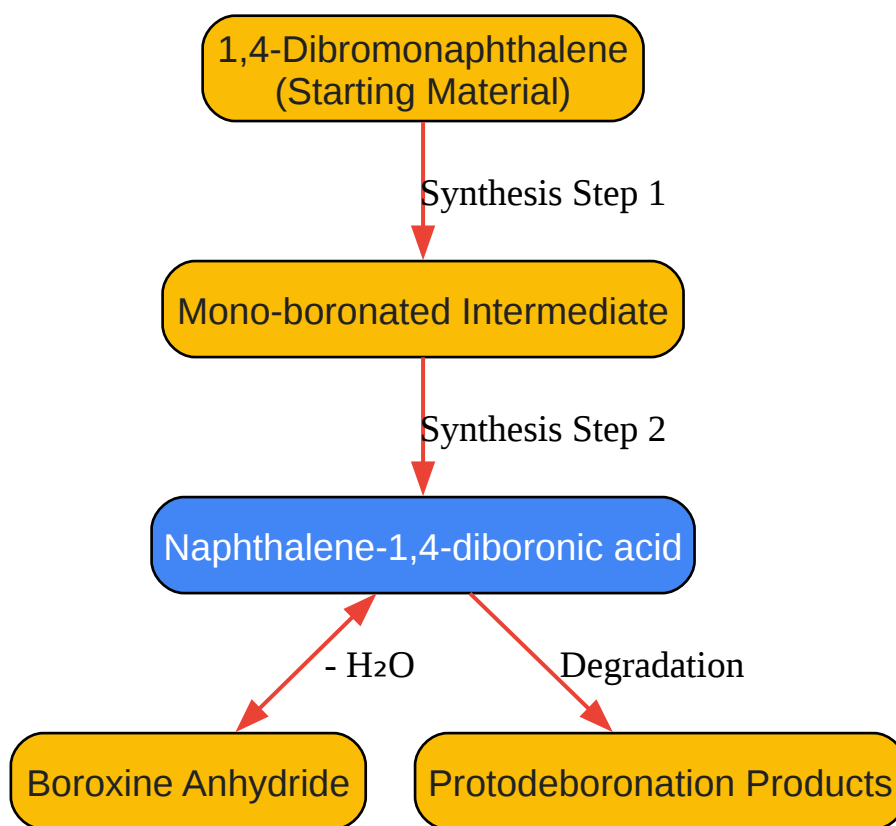 1,4-Dibromonaphthalene
(Starting Material)
Synthesis Step 1
Mono-boronated Intermediate
Synthesis Step 2
Naphthalene-1,4-diboronic acid
- H₂O
Degradation
Boroxine Anhydride
Protodeboronation Products